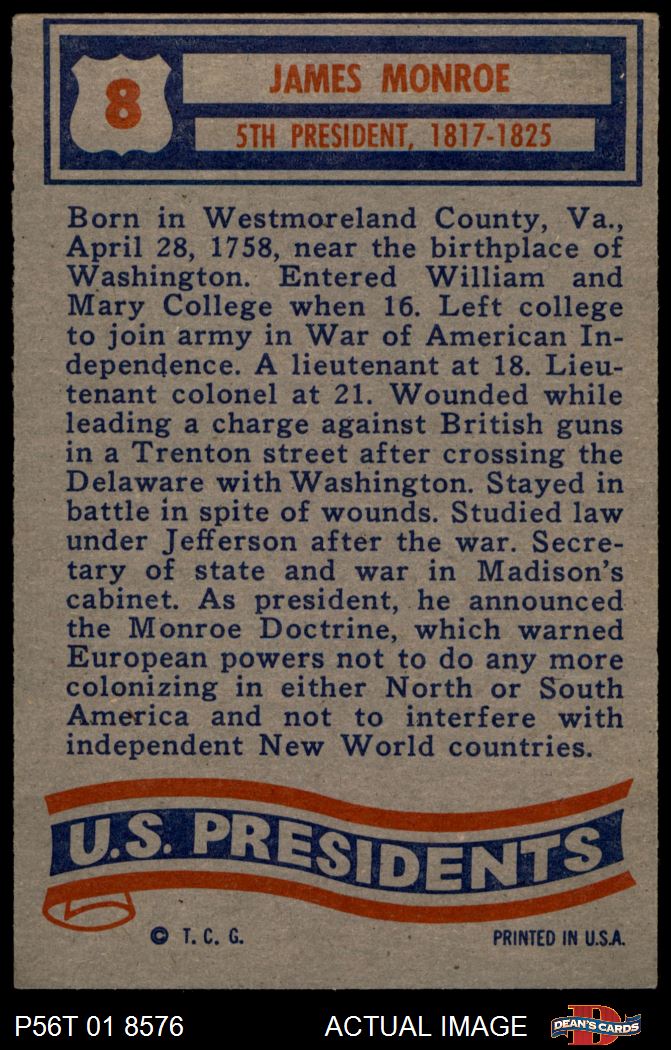 8
JAMES MONROE
5TH PRESIDENT, 1817-1825
Born in Westmoreland County, Va.,
April 28, 1758, near the birthplace of
Washington. Entered William and
Mary College when 16. Left college
to join army in War of American In-
dependence. A lieutenant at 18. Lieu-
tenant colonel at 21. Wounded while
leading a charge against British guns
in a Trenton street after crossing the
Delaware with Washington. Stayed in
battle in spite of wounds. Studied law
under Jefferson after the war. Secre-
tary of state and war in Madison's
cabinet. As president, he announced
the Monroe Doctrine, which warned
European powers not to do any more
colonizing in either North or South
America and not to interfere with
independent New World countries.
U.S. PRESIDENTS
© T. C. G.
PRINTED IN U.S.A.
P56T 01 8576
ACTUAL IMAGE
D
DEAN'S CARDS